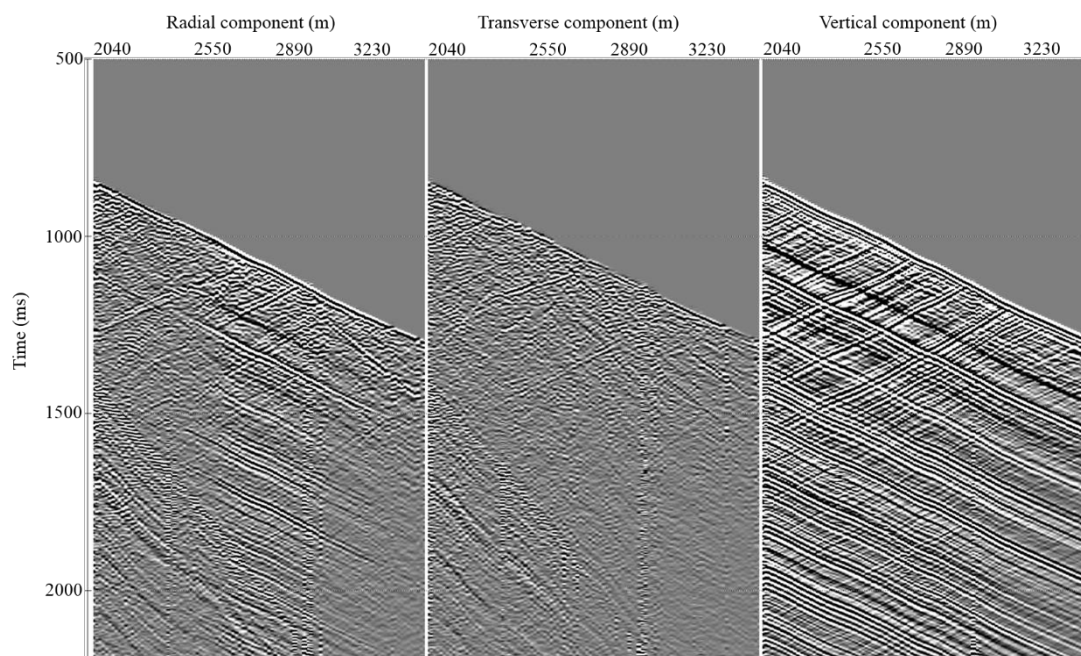 Radial component (m) Transverse component (m) Vertical component (m)
2040 2550 2890 3230 2040 2550 2890 3230 2040 2550 2890 3230
500
1000
Time (ms)
1500
2000